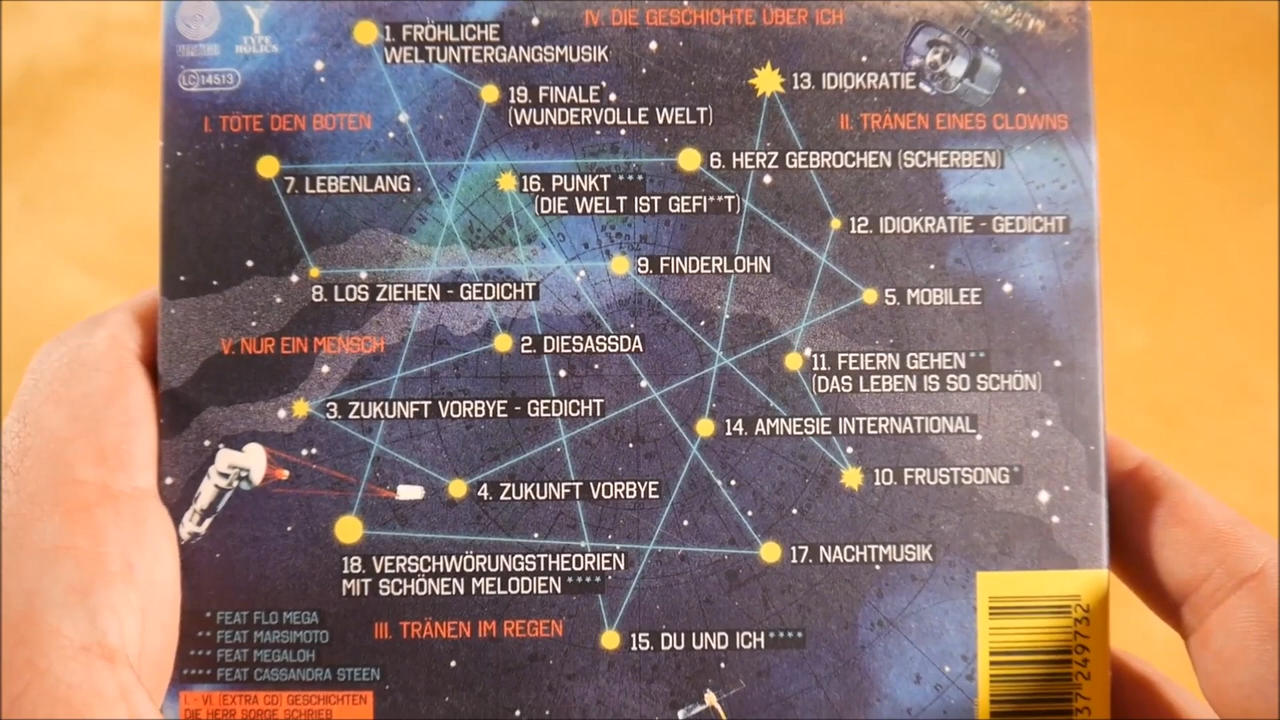 IV. DIE GESCHICHTE ÜBER ICH
TYPE
HOLICS
LC 14513
1. FRÖHLICHE
WELTUNTERGANGSMUSIK
13. IDIOKRATIE
19. FINALE
(WUNDERVOLLE WELT)
I. TÖTE DEN BOTEN
II. TRÄNEN EINES CLOWNS
6. HERZ GEBROCHEN (SCHERBEN)
7. LEBENLANG
16. PUNKT ***
(DIE WELT IST GEFI**T)
12. IDIOKRATIE - GEDICHT
9. FINDERLOHN
8. LOS ZIEHEN - GEDICHT
5. MOBILEE
V. NUR EIN MENSCH
2. DIESASSDA
11. FEIERN GEHEN **
(DAS LEBEN IS SO SCHÖN)
3. ZUKUNFT VORBYE - GEDICHT
14. AMNESIE INTERNATIONAL
10. FRUSTSONG *
4. ZUKUNFT VORBYE
18. VERSCHWÖRUNGSTHEORIEN
MIT SCHÖNEN MELODIEN ****
17. NACHTMUSIK
* FEAT FLO MEGA
** FEAT MARSIMOTO
*** FEAT MEGALOH
**** FEAT CASSANDRA STEEN
III. TRÄNEN IM REGEN
15. DU UND ICH ****
I. - VI. (EXTRA CD) GESCHICHTEN
DIE HERR SORGE SCHRIEB
37 249732